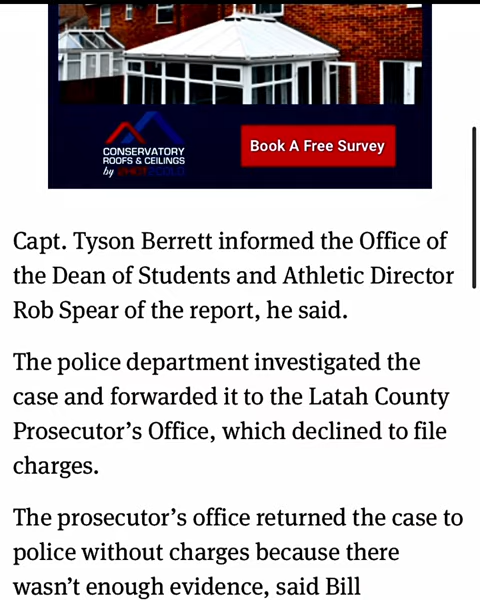 CONSERVATORY
ROOFS & CEILINGS
by 2HOT2COLD
Book A Free Survey
Capt. Tyson Berrett informed the Office of
the Dean of Students and Athletic Director
Rob Spear of the report, he said.
The police department investigated the
case and forwarded it to the Latah County
Prosecutor’s Office, which declined to file
charges.
The prosecutor’s office returned the case to
police without charges because there
wasn’t enough evidence, said Bill